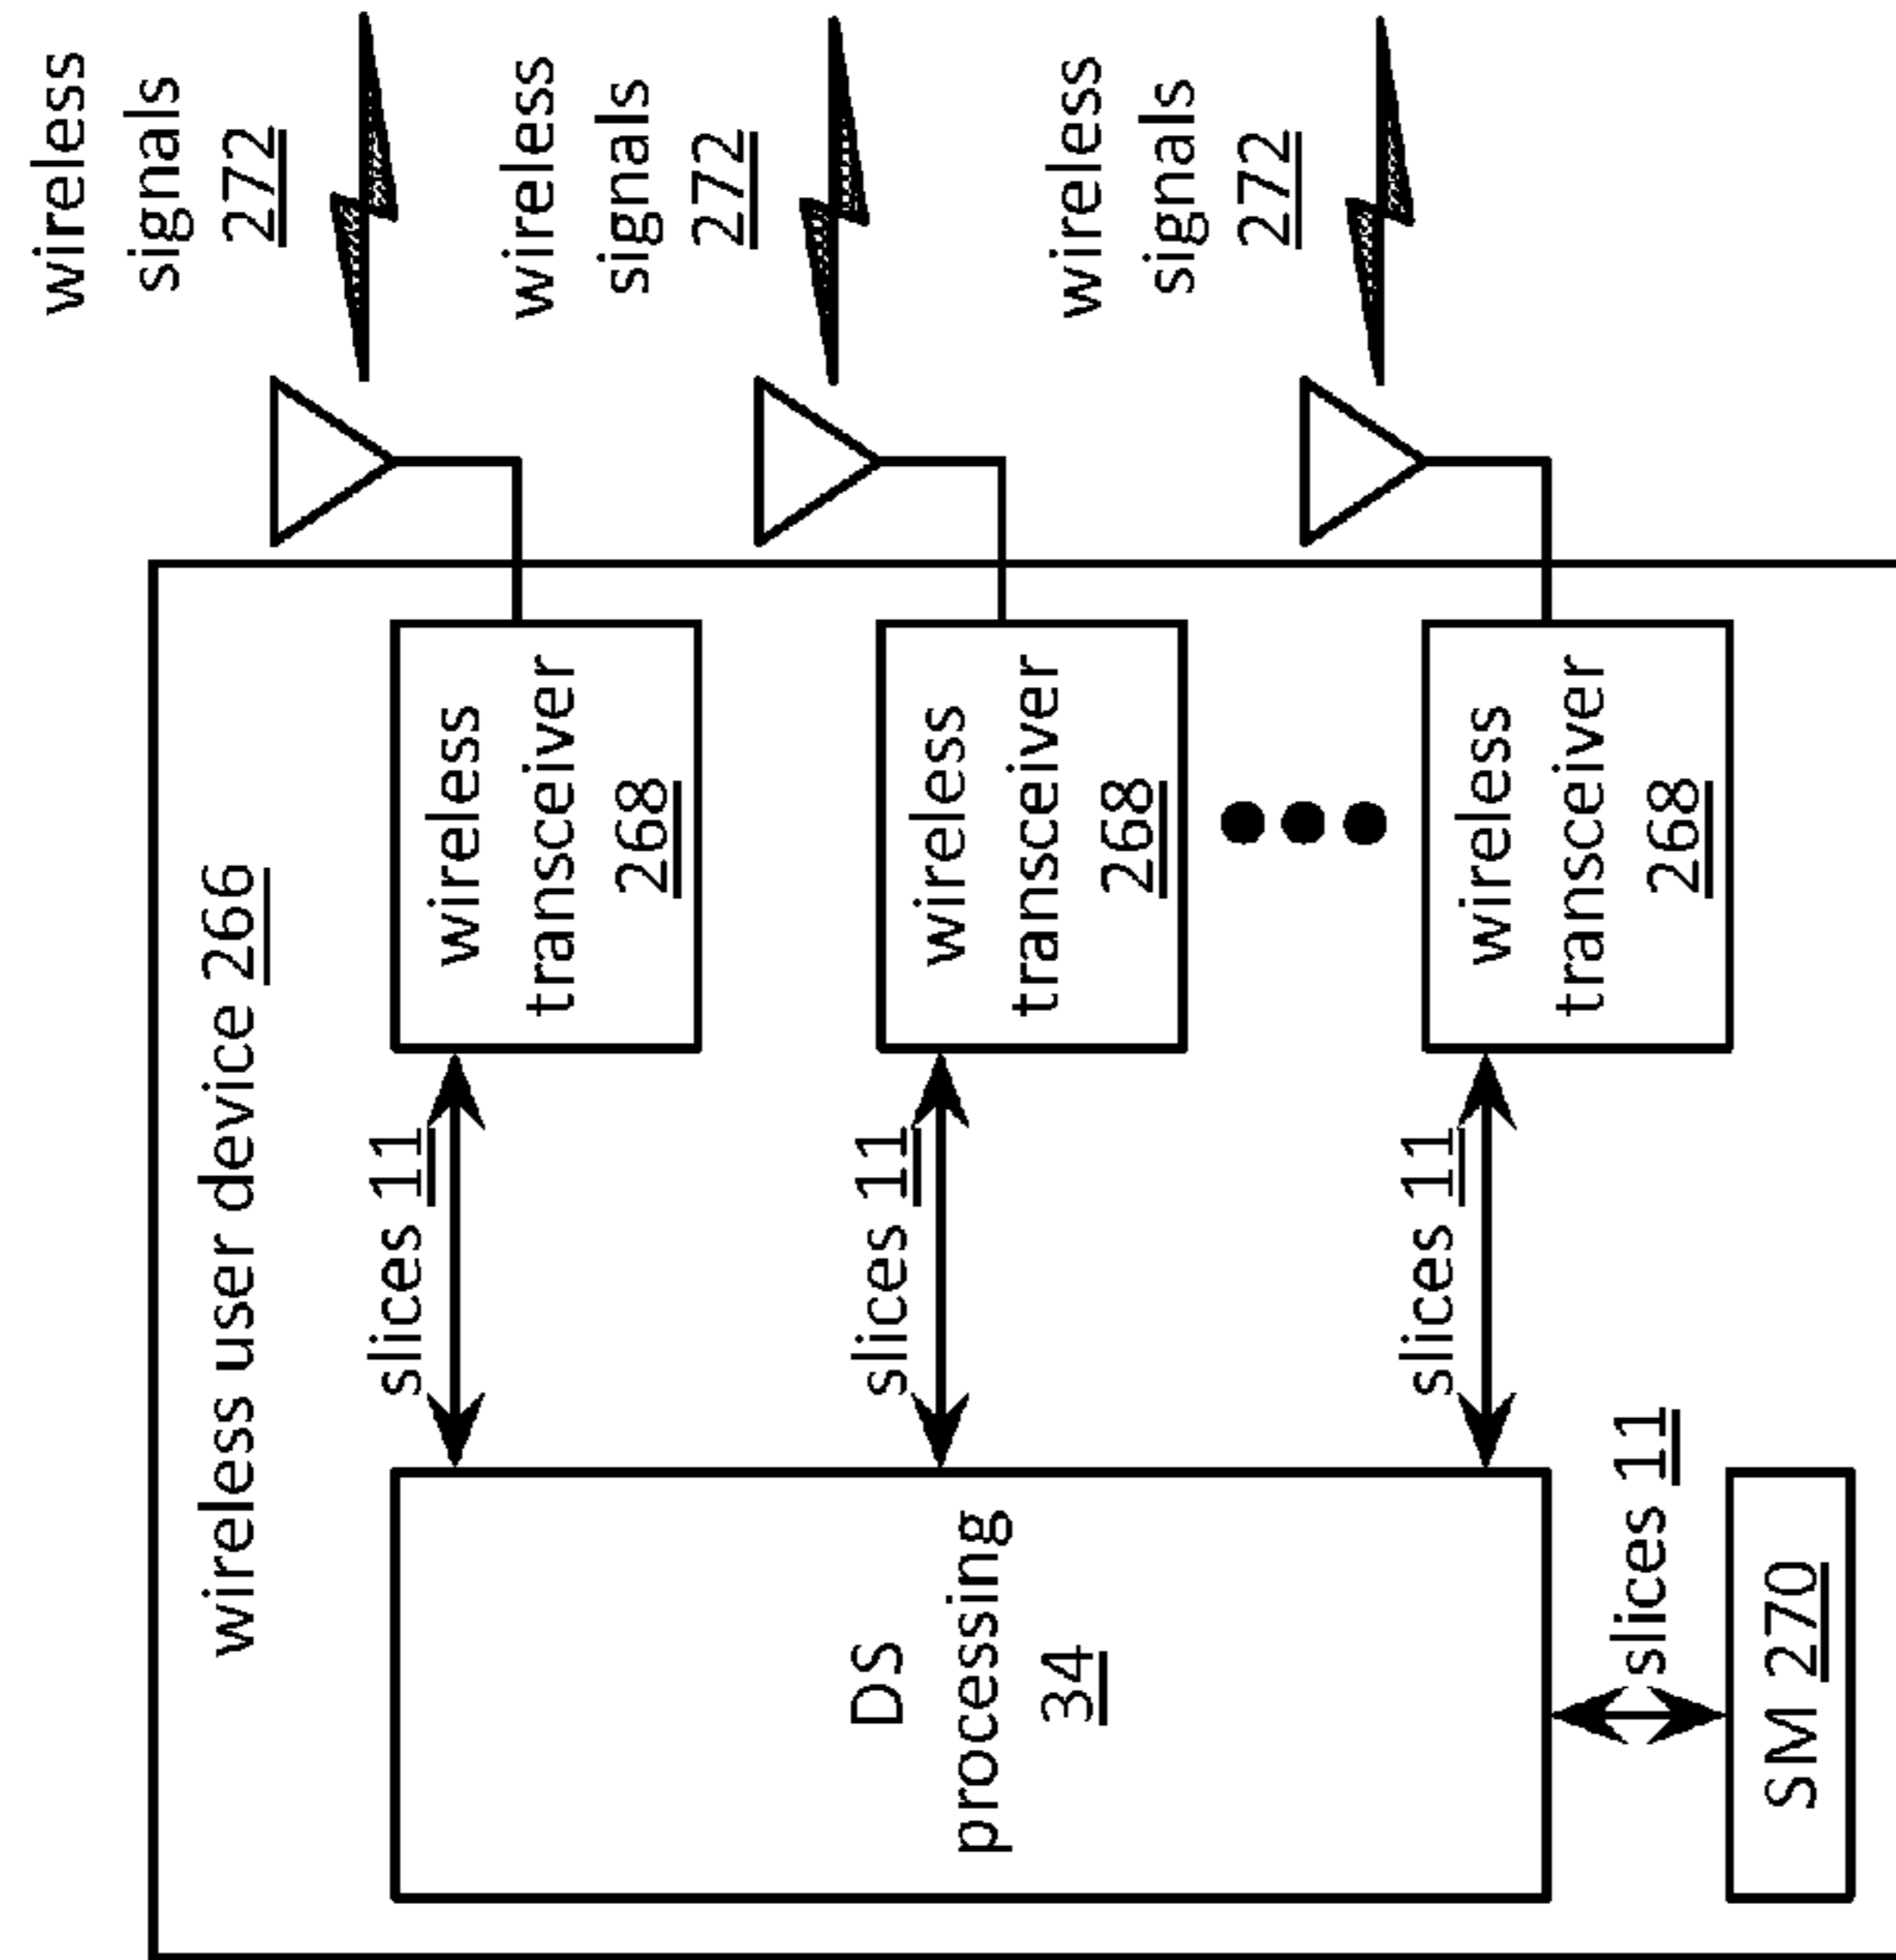 wireless user device 266
wireless
signals
272
wireless
transceiver
268
slices 11
wireless
signals
272
DS
processing
34
slices 11
wireless
transceiver
268
wireless
signals
272
slices 11
wireless
transceiver
268
slices 11
SM 270